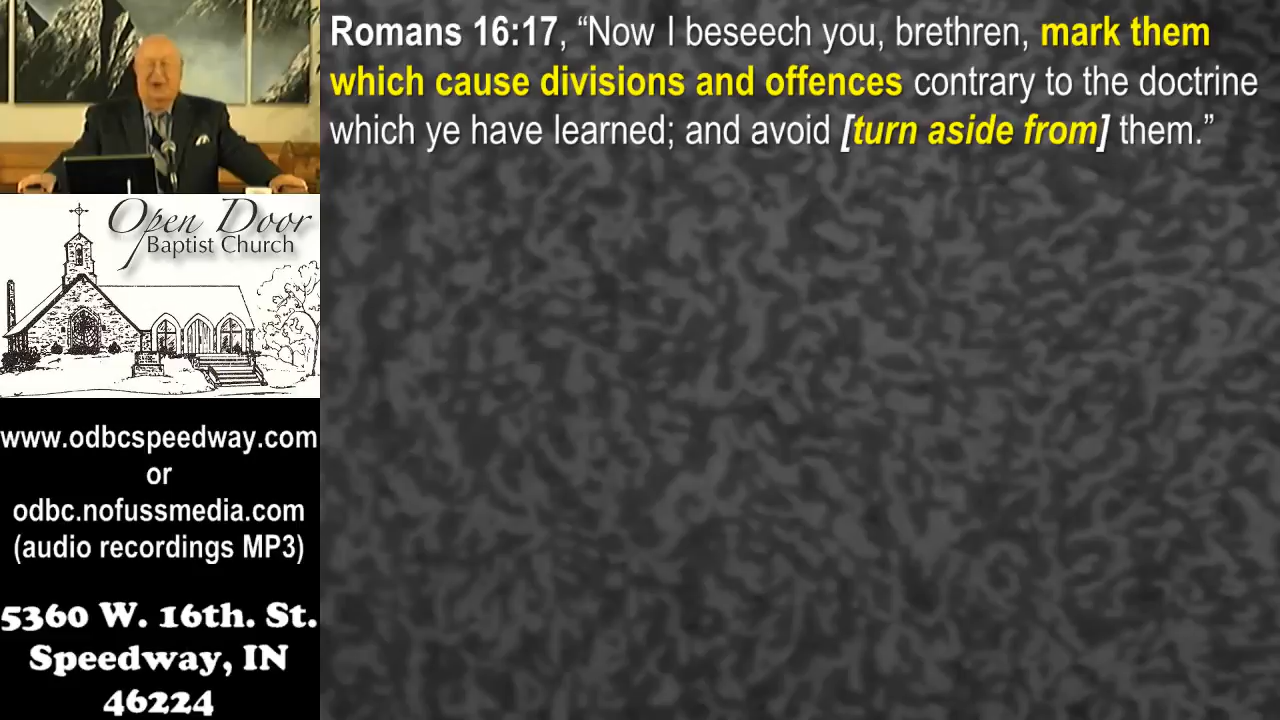 Romans 16:17, “Now I beseech you, brethren, mark them
which cause divisions and offences contrary to the doctrine
which ye have learned; and avoid [turn aside from] them.”
Open Door
Baptist Church
www.odbcspeedway.com
or
odbc.nofussmedia.com
(audio recordings MP3)
5360 W. 16th. St.
Speedway, IN
46224